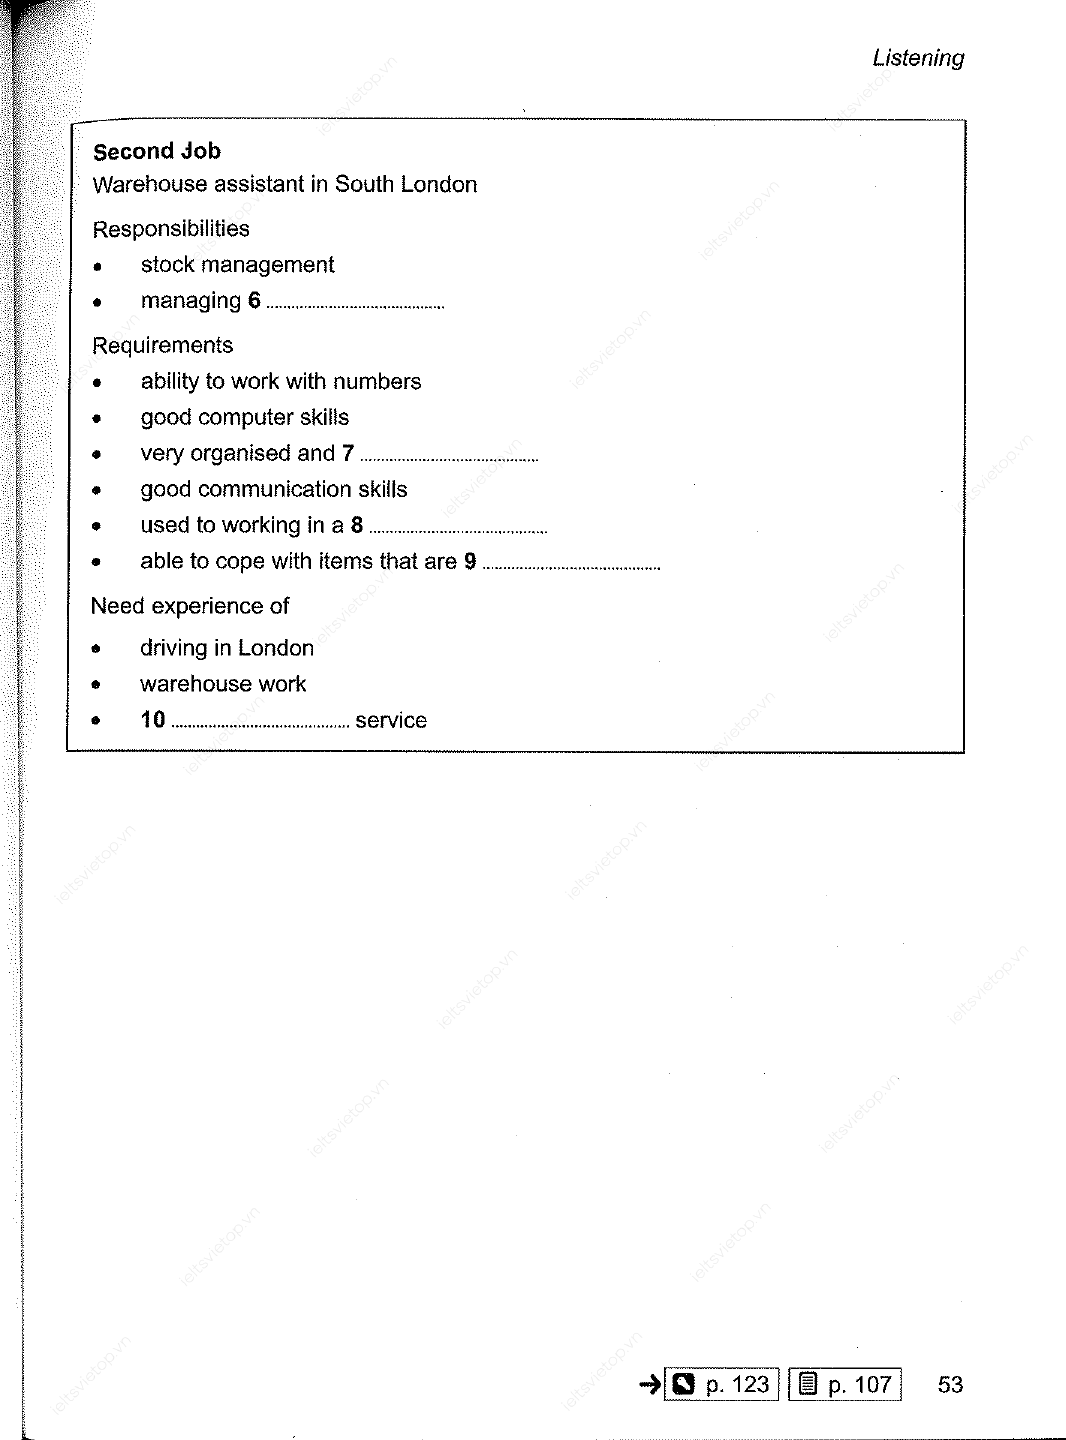 Listening
Second Job
Warehouse assistant in South London
Responsibilities
• stock management
• managing 6 ..........................................
Requirements
• ability to work with numbers
• good computer skills
• very organised and 7 ..........................................
• good communication skills
• used to working in a 8 ..........................................
• able to cope with items that are 9 ..........................................
Need experience of
• driving in London
• warehouse work
• 10 .......................................... service
→ p. 123 p. 107 53
ieltsvietop.vn